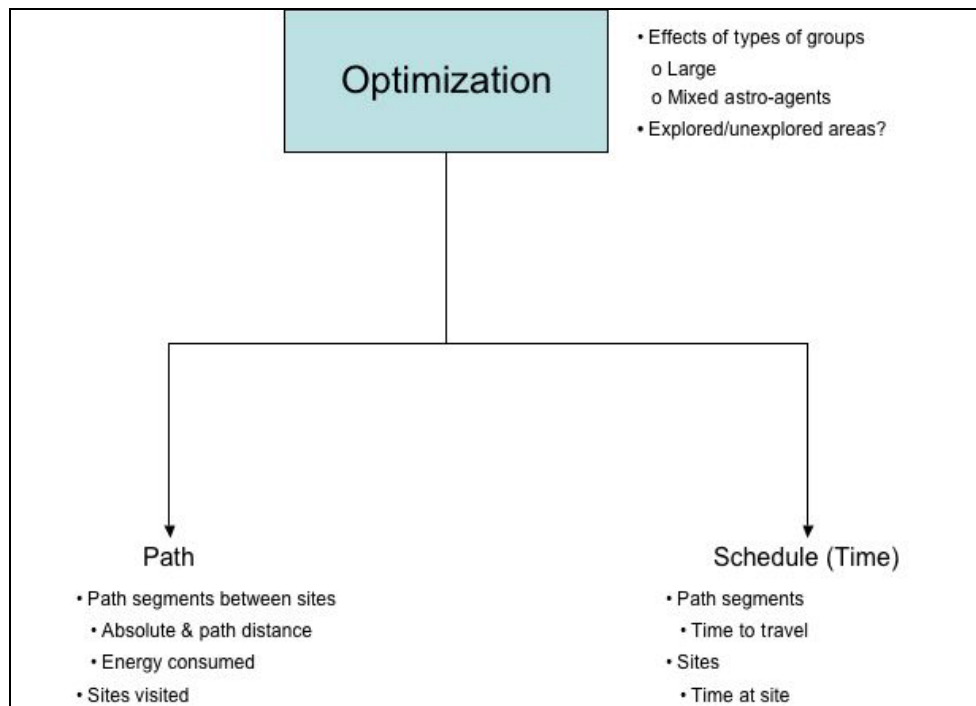 Optimization
• Effects of types of groups
o Large
o Mixed astro-agents
• Explored/unexplored areas?
Path
• Path segments between sites
• Absolute & path distance
• Energy consumed
• Sites visited
Schedule (Time)
• Path segments
• Time to travel
• Sites
• Time at site